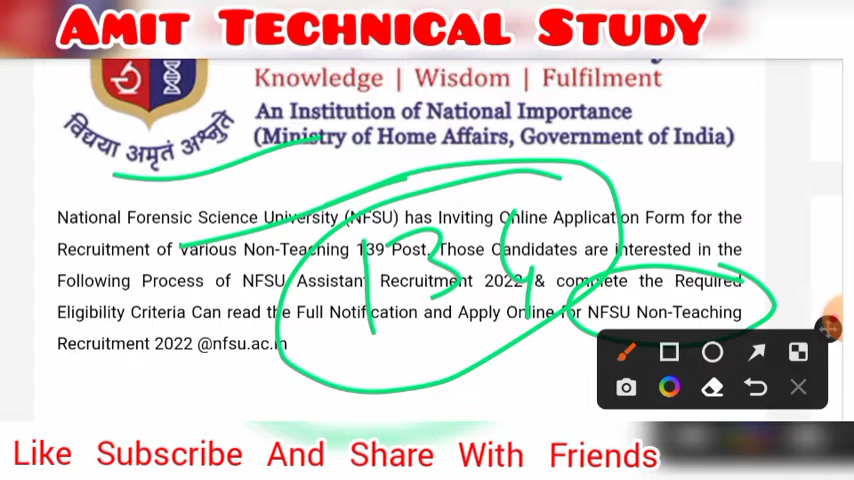 AMIT TECHNICAL STUDY
Knowledge | Wisdom | Fulfilment
An Institution of National Importance
(Ministry of Home Affairs, Government of India)
विद्यया अमृतं अश्नुते
National Forensic Science University (NFSU) has Inviting Online Application Form for the
Recruitment of Various Non-Teaching 139 Post. Those Candidates are interested in the
Following Process of NFSU Assistant Recruitment 2022 & complete the Required
Eligibility Criteria Can read the Full Notification and Apply Online for NFSU Non-Teaching
Recruitment 2022 @nfsu.ac.in
139
Like Subscribe And Share With Friends